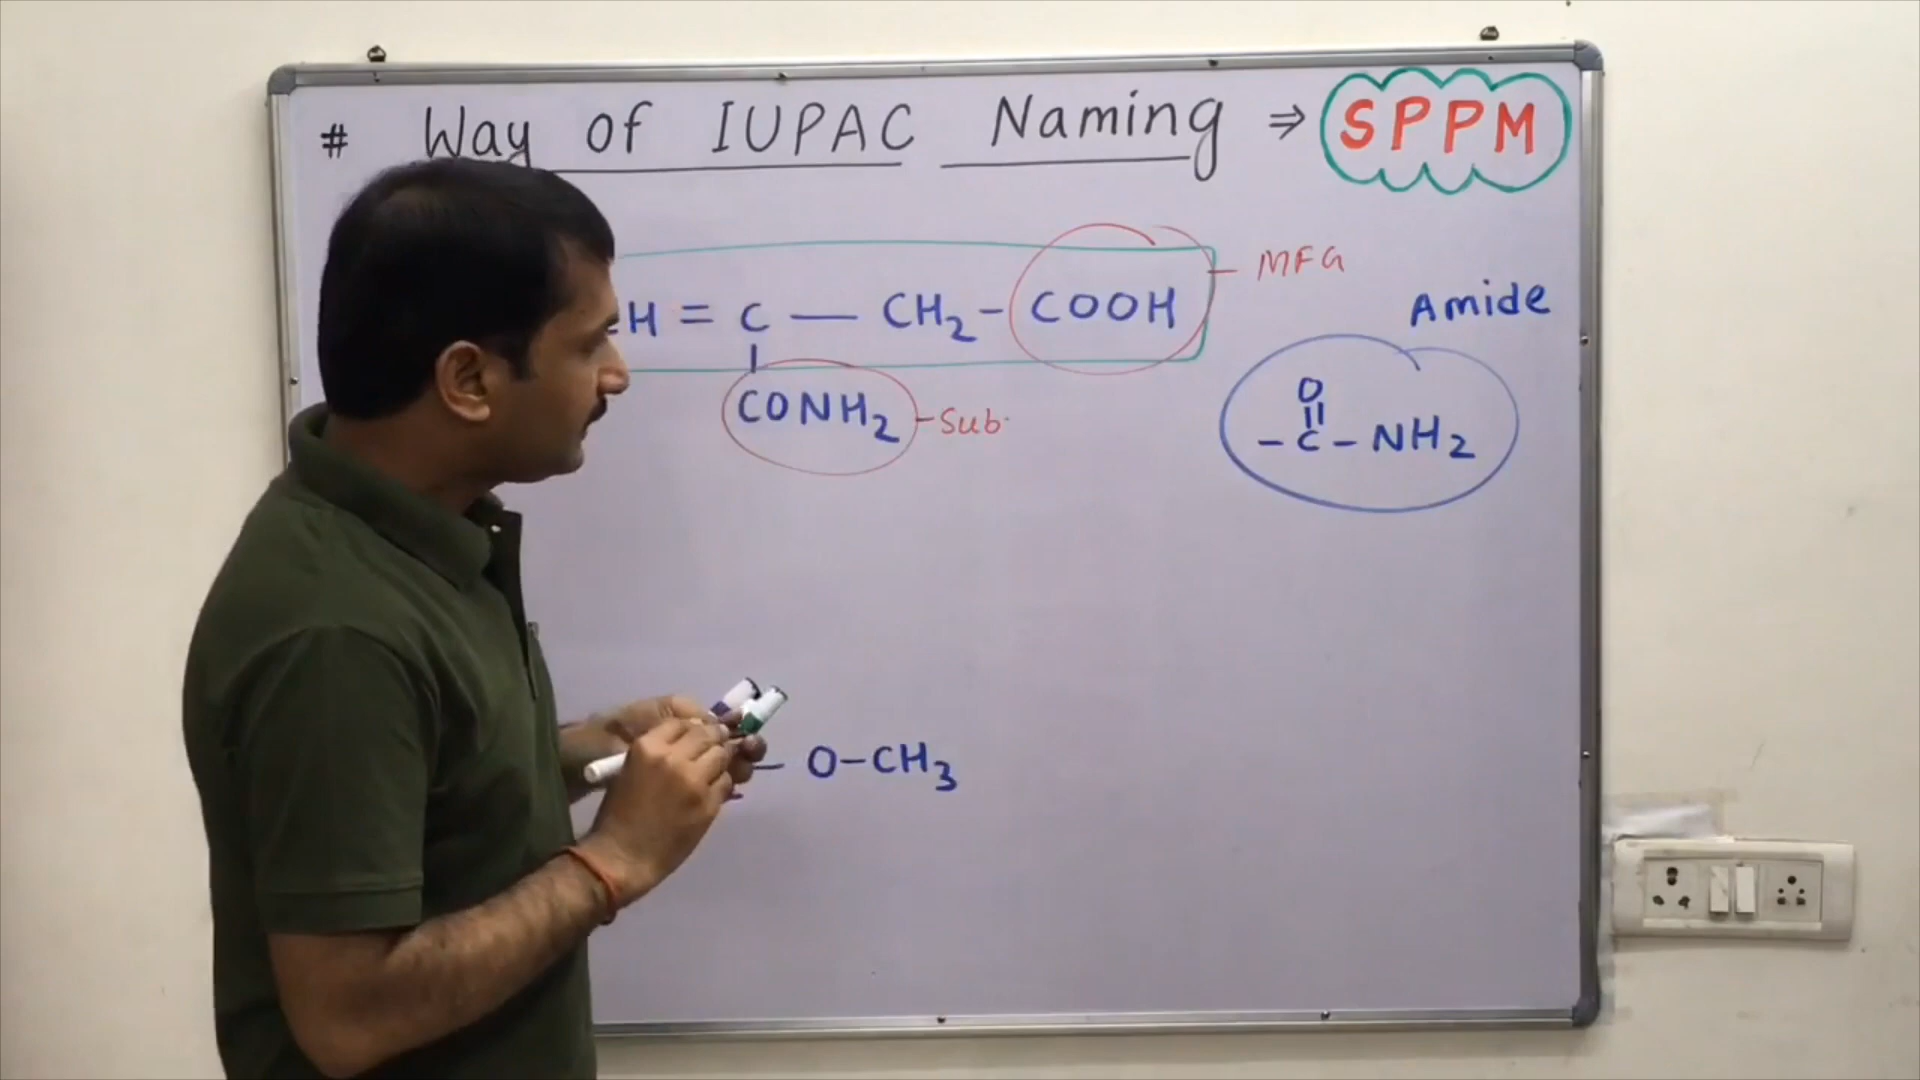 # Way of IUPAC Naming ⇒ SPPM
H = C — CH₂ – COOH – MFG
CONH₂ – Sub.
Amide
O
– C – NH₂
– O – CH₃